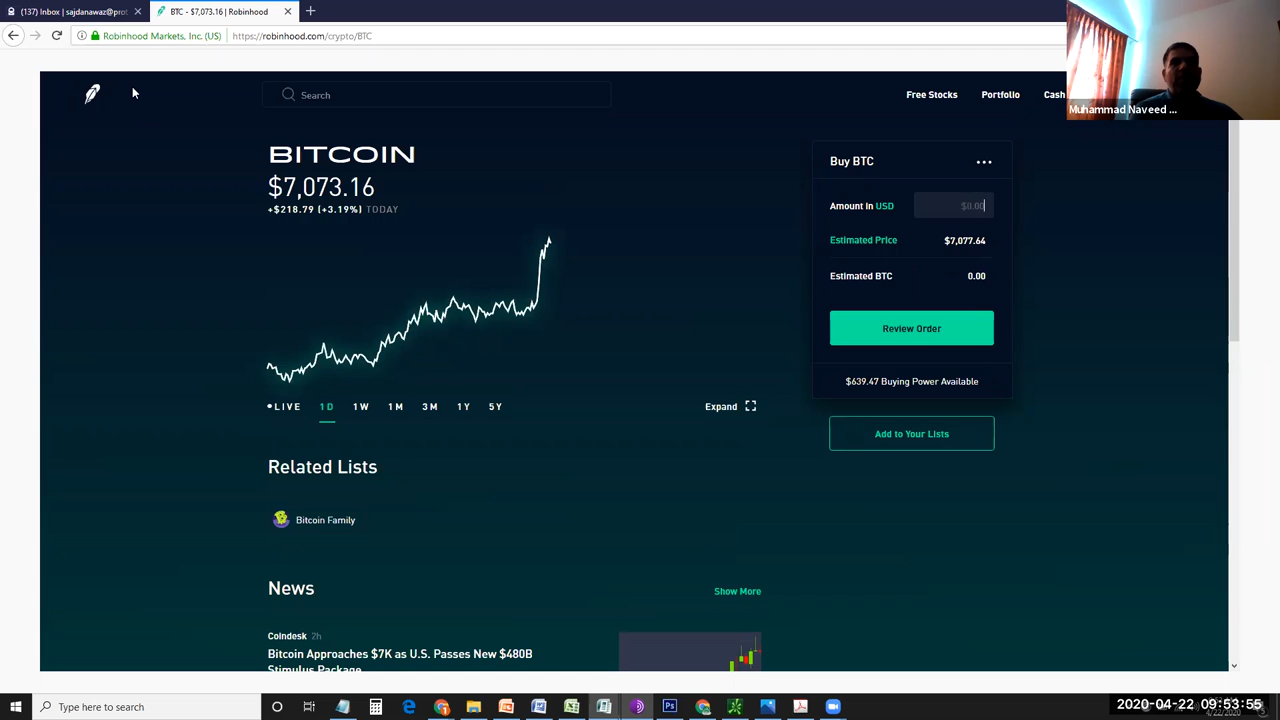 (137) Inbox | sajdanawaz@prot
BTC - $7,073.16 | Robinhood
Robinhood Markets, Inc. (US)
https://robinhood.com/crypto/BTC
Muhammad Naveed ...
Search
Free Stocks
Portfolio
Cash
BITCOIN
$7,073.16
+$218.79 (+3.19%) TODAY
LIVE
1D
1W
1M
3M
1Y
5Y
Expand
Buy BTC
Amount in USD
$0.00
Estimated Price
$7,077.64
Estimated BTC
0.00
Review Order
$639.47 Buying Power Available
Add to Your Lists
Related Lists
Bitcoin Family
News
Show More
Coindesk 2h
Bitcoin Approaches $7K as U.S. Passes New $480B
Stimulus Package
Type here to search
2020-04-22 09:53:55